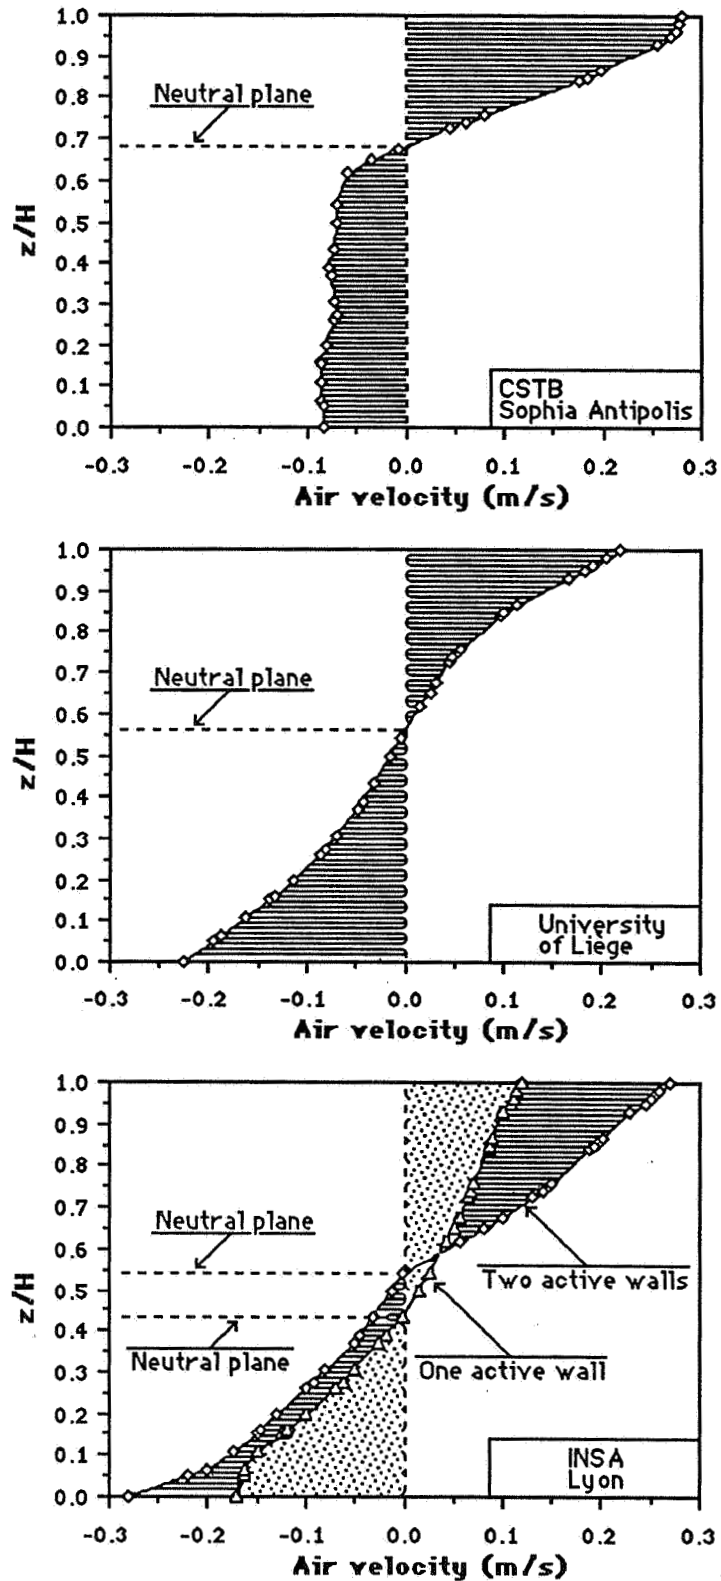 1.0
0.9
Neutral plane
0.8
0.7
0.6
z/H
0.5
0.4
0.3
0.2
0.1
CSTB
Sophia Antipolis
0.0
-0.3 -0.2 -0.1 0.0 0.1 0.2 0.3
Air velocity (m/s)
1.0
0.9
0.8
0.7
Neutral plane
0.6
z/H
0.5
0.4
0.3
0.2
0.1
University
of Liège
0.0
-0.3 -0.2 -0.1 0.0 0.1 0.2 0.3
Air velocity (m/s)
1.0
0.9
0.8
0.7
Neutral plane
0.6
Two active walls
z/H
0.5
0.4
Neutral plane
One active wall
0.3
0.2
0.1
INSA
Lyon
0.0
-0.3 -0.2 -0.1 0.0 0.1 0.2 0.3
Air velocity (m/s)